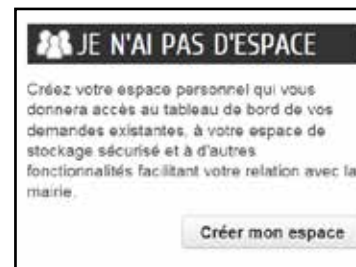 JE N'AI PAS D'ESPACE
Créez votre espace personnel qui vous
donnera accès au tableau de bord de vos
demandes existantes, à votre espace de
stockage sécurisé et à d'autres
fonctionnalités facilitant votre relation avec la
mairie.
Créer mon espace